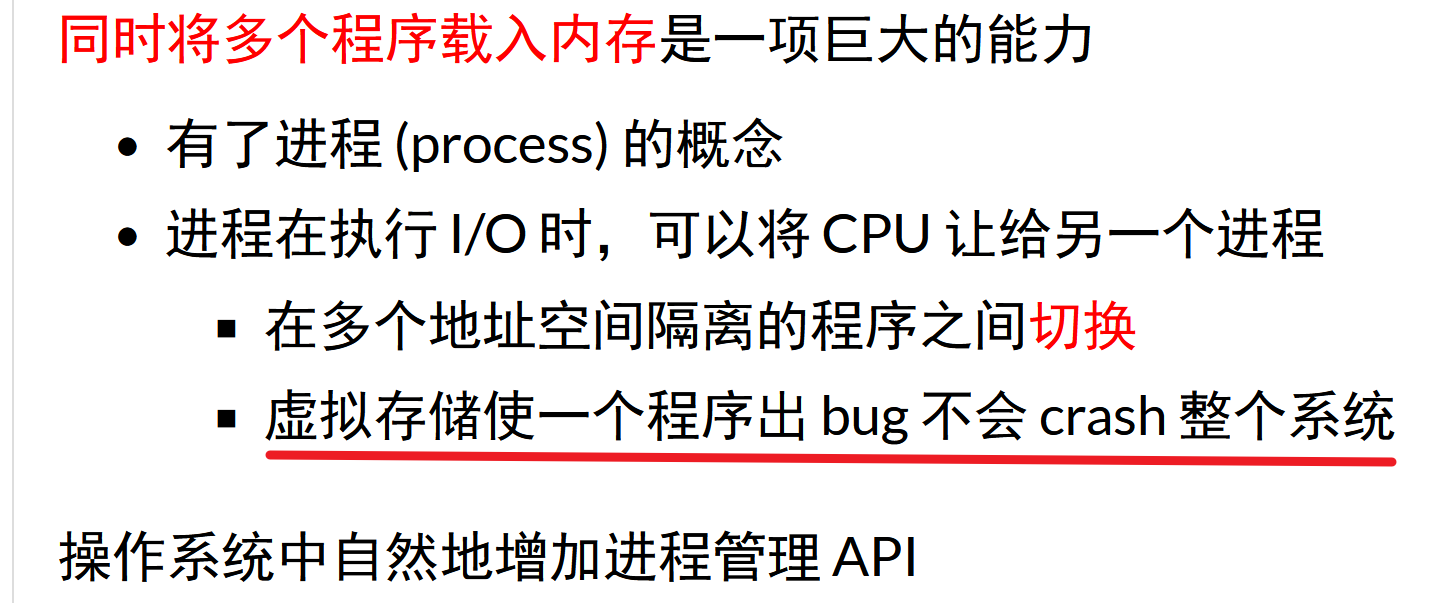 同时将多个程序载入内存是一项巨大的能力
有了进程 (process) 的概念
进程在执行 I/O 时，可以将 CPU 让给另一个进程
在多个地址空间隔离的程序之间切换
虚拟存储使一个程序出 bug 不会 crash 整个系统
操作系统中自然地增加进程管理 API